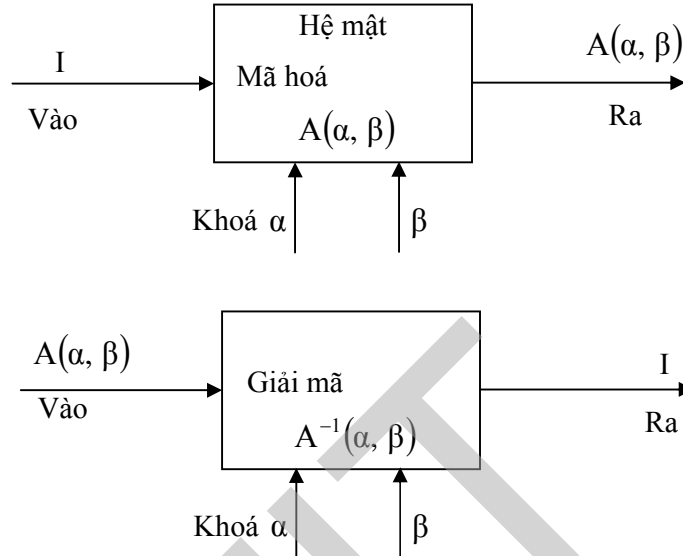 Hệ mật
I
Mã hoá
A(α, β)
Vào
A(α, β)
Ra
Khoá α
β
A(α, β)
Vào
Giải mã
A⁻¹(α, β)
I
Ra
Khoá α
β